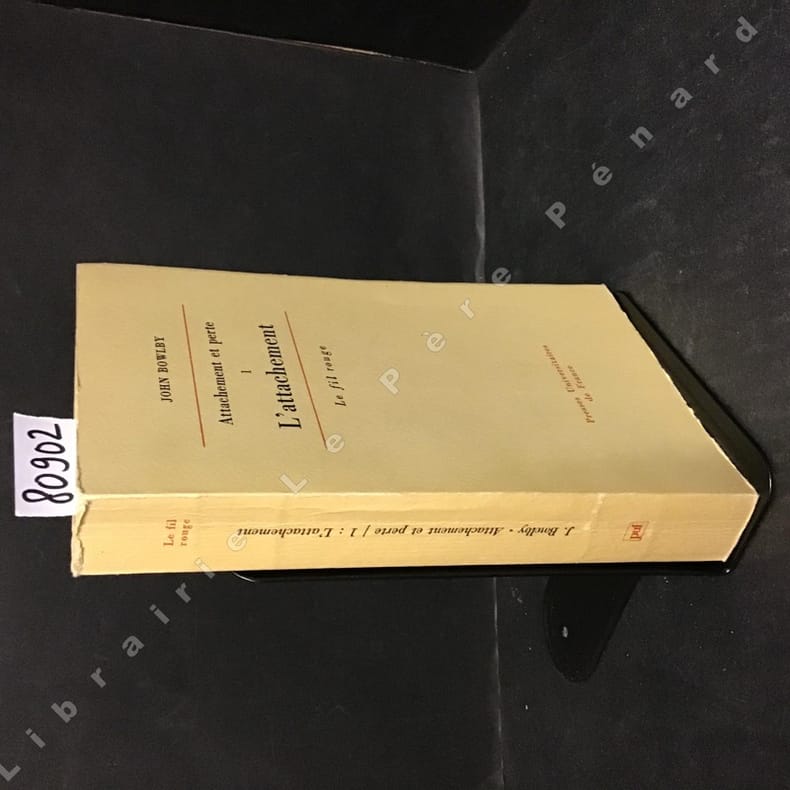 80902
JOHN BOWLBY
Attachement et perte
1
L'attachement
Le fil rouge
Presses Universitaires
de France
Le fil
rouge
J. Bowlby - Attachement et perte / 1 : L'attachement
puf
Librairie Le Père Pénard